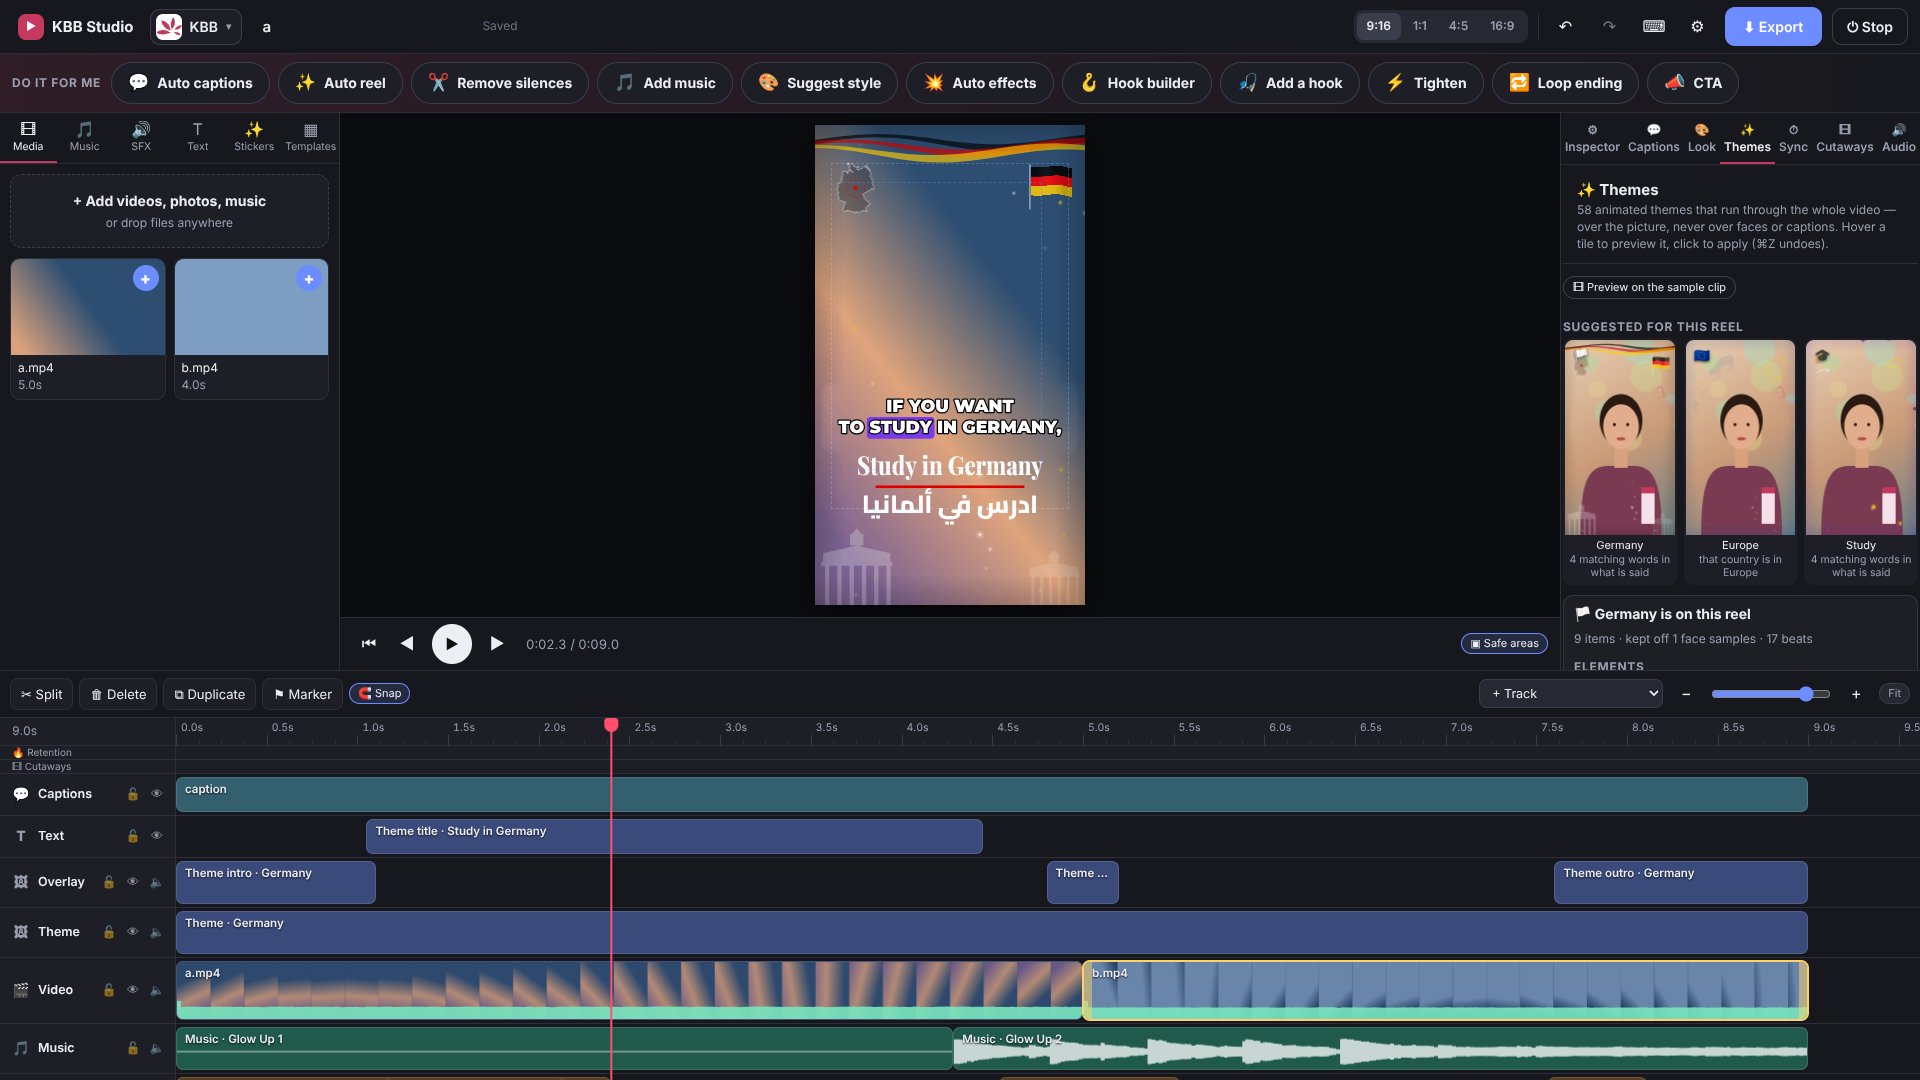 KBB Studio
KBB
a
Saved
9:16
1:1
4:5
16:9
Export
Stop
DO IT FOR ME
Auto captions
Auto reel
Remove silences
Add music
Suggest style
Auto effects
Hook builder
Add a hook
Tighten
Loop ending
CTA
Media
Music
SFX
Text
Stickers
Templates
+ Add videos, photos, music
or drop files anywhere
a.mp4
5.0s
b.mp4
4.0s
IF YOU WANT
TO STUDY IN GERMANY,
Study in Germany
ادرس في ألمانيا
0:02.3 / 0:09.0
Safe areas
Inspector
Captions
Look
Themes
Sync
Cutaways
Audio
✨ Themes
58 animated themes that run through the whole video —
over the picture, never over faces or captions. Hover a
tile to preview it, click to apply (⌘Z undoes).
Preview on the sample clip
SUGGESTED FOR THIS REEL
Germany
4 matching words in
what is said
Europe
that country is in
Europe
Study
4 matching words in
what is said
Germany is on this reel
9 items · kept off 1 face samples · 17 beats
ELEMENTS
Split
Delete
Duplicate
Marker
Snap
+ Track
−
+
Fit
9.0s
0.0s
0.5s
1.0s
1.5s
2.0s
2.5s
3.0s
3.5s
4.0s
4.5s
5.0s
5.5s
6.0s
6.5s
7.0s
7.5s
8.0s
8.5s
9.0s
9.5
Retention
Cutaways
Captions
caption
Text
Theme title · Study in Germany
Overlay
Theme intro · Germany
Theme ...
Theme outro · Germany
Theme
Theme · Germany
Video
a.mp4
b.mp4
Music
Music · Glow Up 1
Music · Glow Up 2